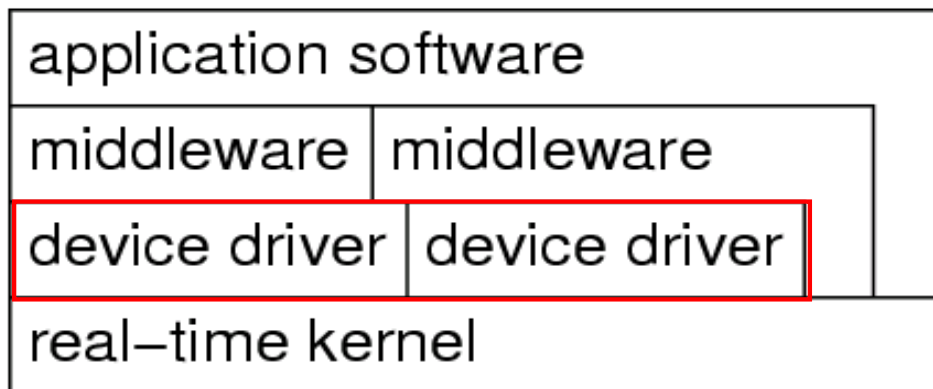 application software
middleware middleware
device driver device driver
real–time kernel